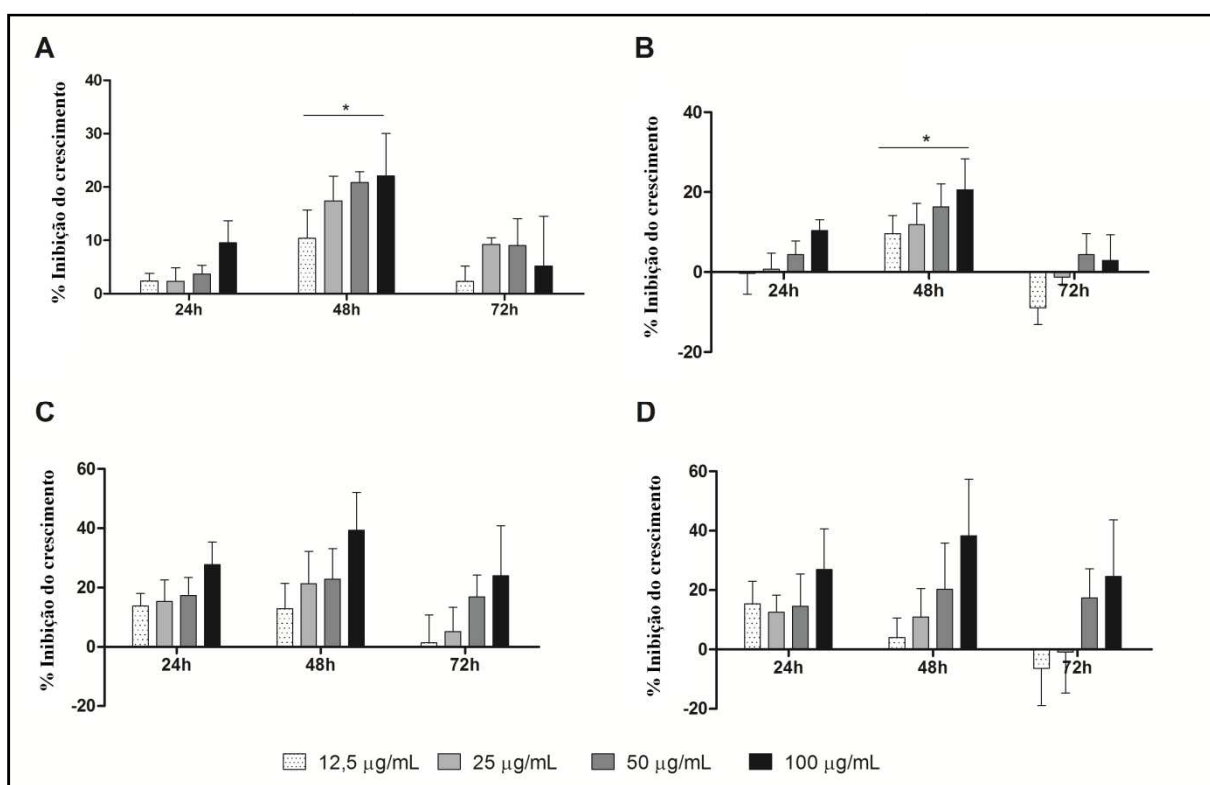 A
% Inibição do crescimento
40
30
20
10
0
*
24h
48h
72h
B
% Inibição do crescimento
40
20
0
-20
*
24h
48h
72h
C
% Inibição do crescimento
60
40
20
0
-20
24h
48h
72h
D
% Inibição do crescimento
60
40
20
0
-20
24h
48h
72h
12,5 µg/mL 25 µg/mL 50 µg/mL 100 µg/mL